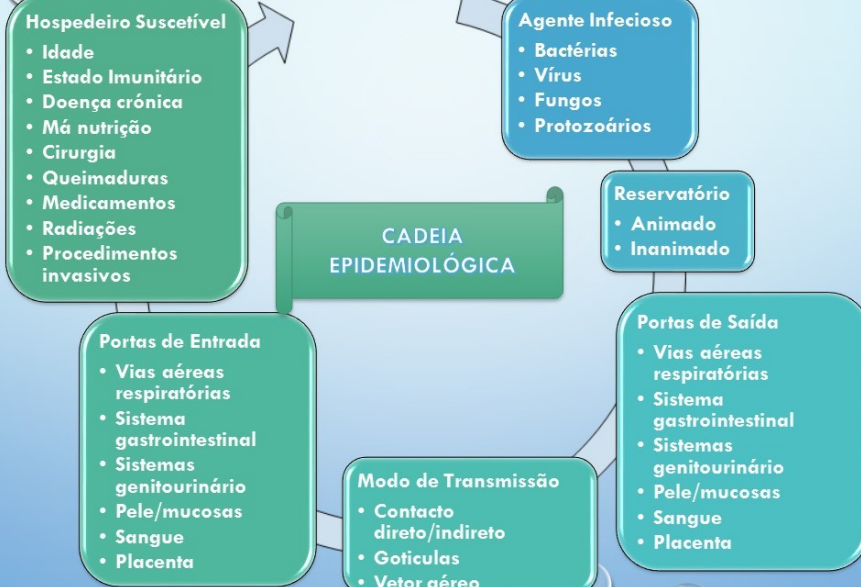 Hospedeiro Suscetível
• Idade
• Estado Imunitário
• Doença crónica
• Má nutrição
• Cirurgia
• Queimaduras
• Medicamentos
• Radiações
• Procedimentos
invasivos
Agente Infecioso
• Bactérias
• Vírus
• Fungos
• Protozoários
Reservatório
• Animado
• Inanimado
CADEIA
EPIDEMIOLÓGICA
Portas de Saída
• Vias aéreas
respiratórias
• Sistema
gastrointestinal
• Sistemas
genitourinário
• Pele/mucosas
• Sangue
• Placenta
Portas de Entrada
• Vias aéreas
respiratórias
• Sistema
gastrointestinal
• Sistemas
genitourinário
• Pele/mucosas
• Sangue
• Placenta
Modo de Transmissão
• Contacto
direto/indireto
• Goticulas
• Vetor aéreo